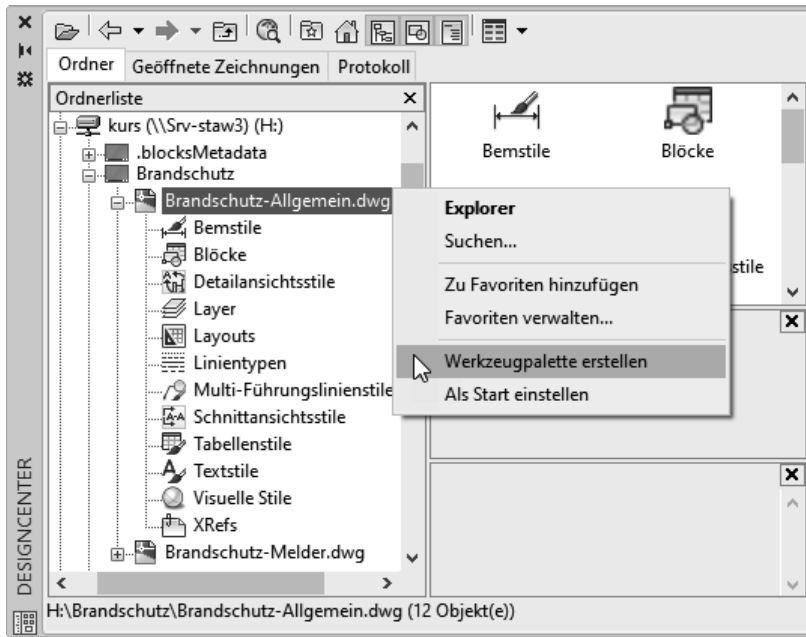 Ordner
Geöffnete Zeichnungen
Protokoll
Ordnerliste
kurs (\\Srv-staw3) (H:)
.blocksMetadata
Brandschutz
Brandschutz-Allgemein.dwg
Bemstile
Blöcke
Detailansichtsstile
Layer
Layouts
Linientypen
Multi-Führungslinienstile
Schnittansichtsstile
Tabellenstile
Textstile
Visuelle Stile
XRefs
Brandschutz-Melder.dwg
Bemstile
Blöcke
stile
Explorer
Suchen...
Zu Favoriten hinzufügen
Favoriten verwalten...
Werkzeugpalette erstellen
Als Start einstellen
DESIGNCENTER
H:\Brandschutz\Brandschutz-Allgemein.dwg (12 Objekt(e))